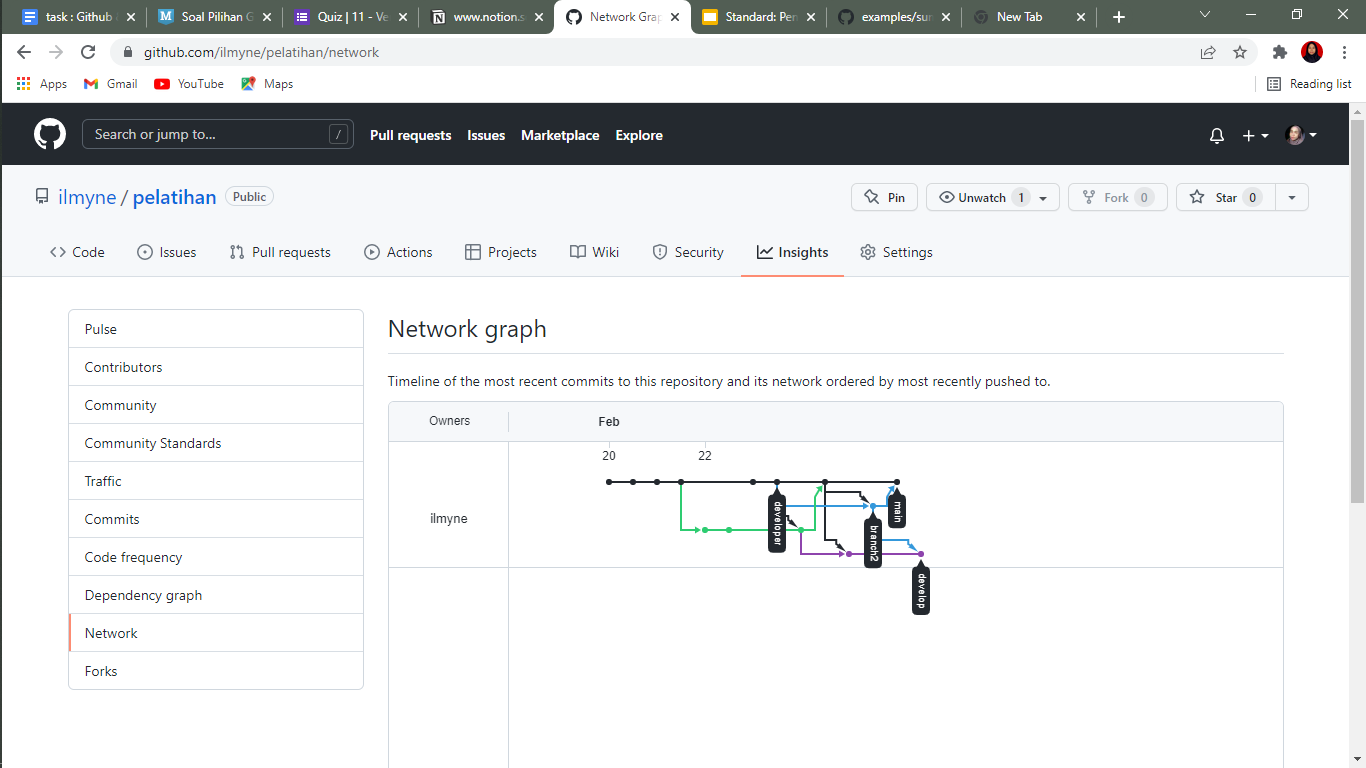 task : Github &
Soal Pilihan G
Quiz | 11 - Ve
www.notion.s
Network Grap
Standard: Pen
examples/sur
New Tab
github.com/ilmyne/pelatihan/network
Apps
Gmail
YouTube
Maps
Reading list
Search or jump to...
/
Pull requests
Issues
Marketplace
Explore
ilmyne / pelatihan
Public
Pin
Unwatch 1
Fork 0
Star 0
Code
Issues
Pull requests
Actions
Projects
Wiki
Security
Insights
Settings
Pulse
Contributors
Community
Community Standards
Traffic
Commits
Code frequency
Dependency graph
Network
Forks
Network graph
Timeline of the most recent commits to this repository and its network ordered by most recently pushed to.
Owners
Feb
20
22
ilmyne
developer
main
branch2
develop